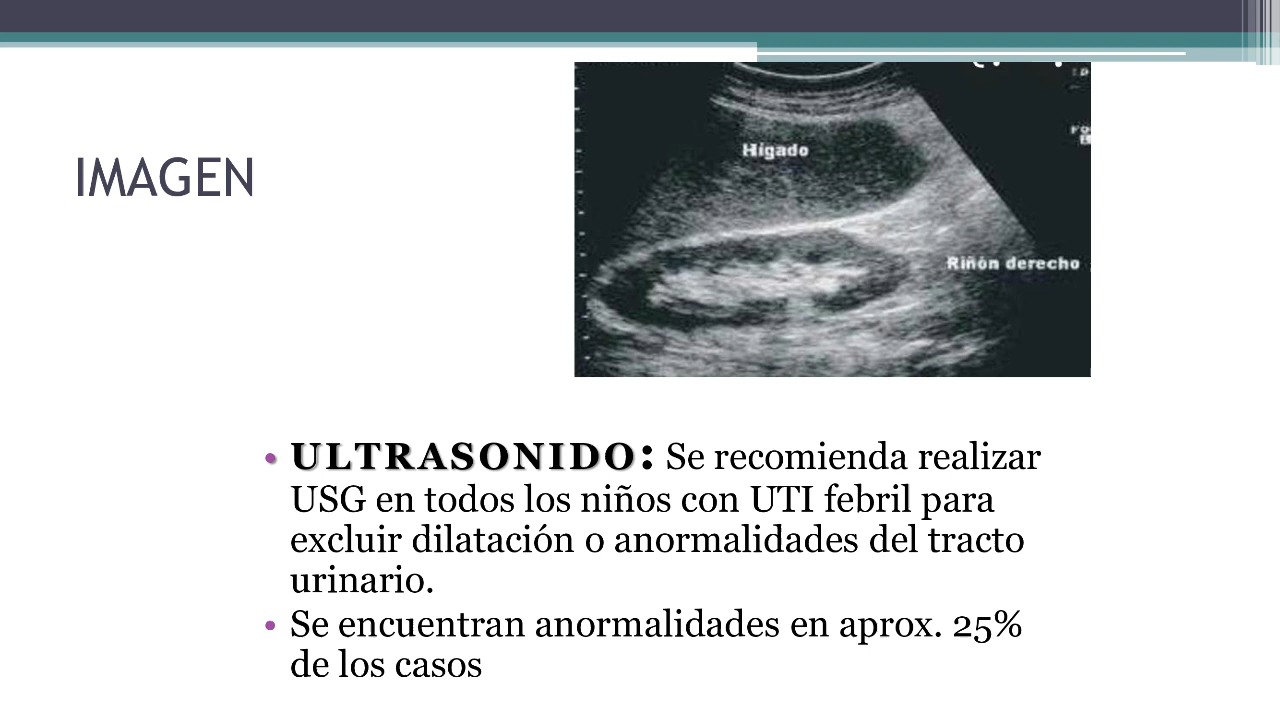 IMAGEN
Hígado
Riñón derecho
• ULTRASONIDO: Se recomienda realizar
USG en todos los niños con UTI febril para
excluir dilatación o anormalidades del tracto
urinario.
• Se encuentran anormalidades en aprox. 25%
de los casos